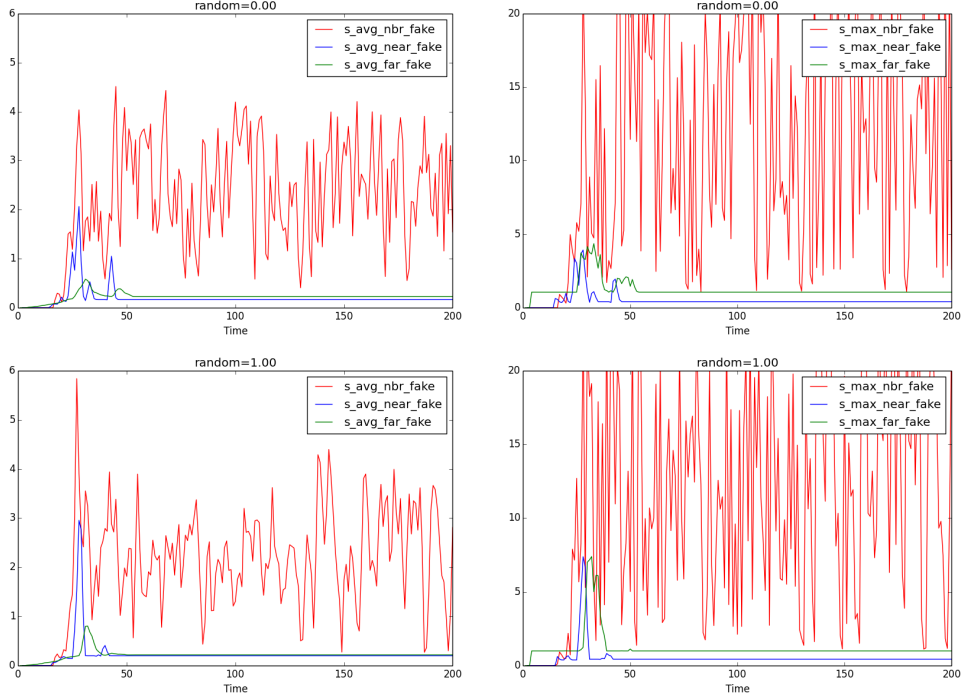 random=0.00
6
5
4
3
2
1
0
s_avg_nbr_fake
s_avg_near_fake
s_avg_far_fake
0 50 100 150 200
Time
random=0.00
20
15
10
5
0
s_max_nbr_fake
s_max_near_fake
s_max_far_fake
0 50 100 150 200
Time
random=1.00
6
5
4
3
2
1
0
s_avg_nbr_fake
s_avg_near_fake
s_avg_far_fake
0 50 100 150 200
Time
random=1.00
20
15
10
5
0
s_max_nbr_fake
s_max_near_fake
s_max_far_fake
0 50 100 150 200
Time